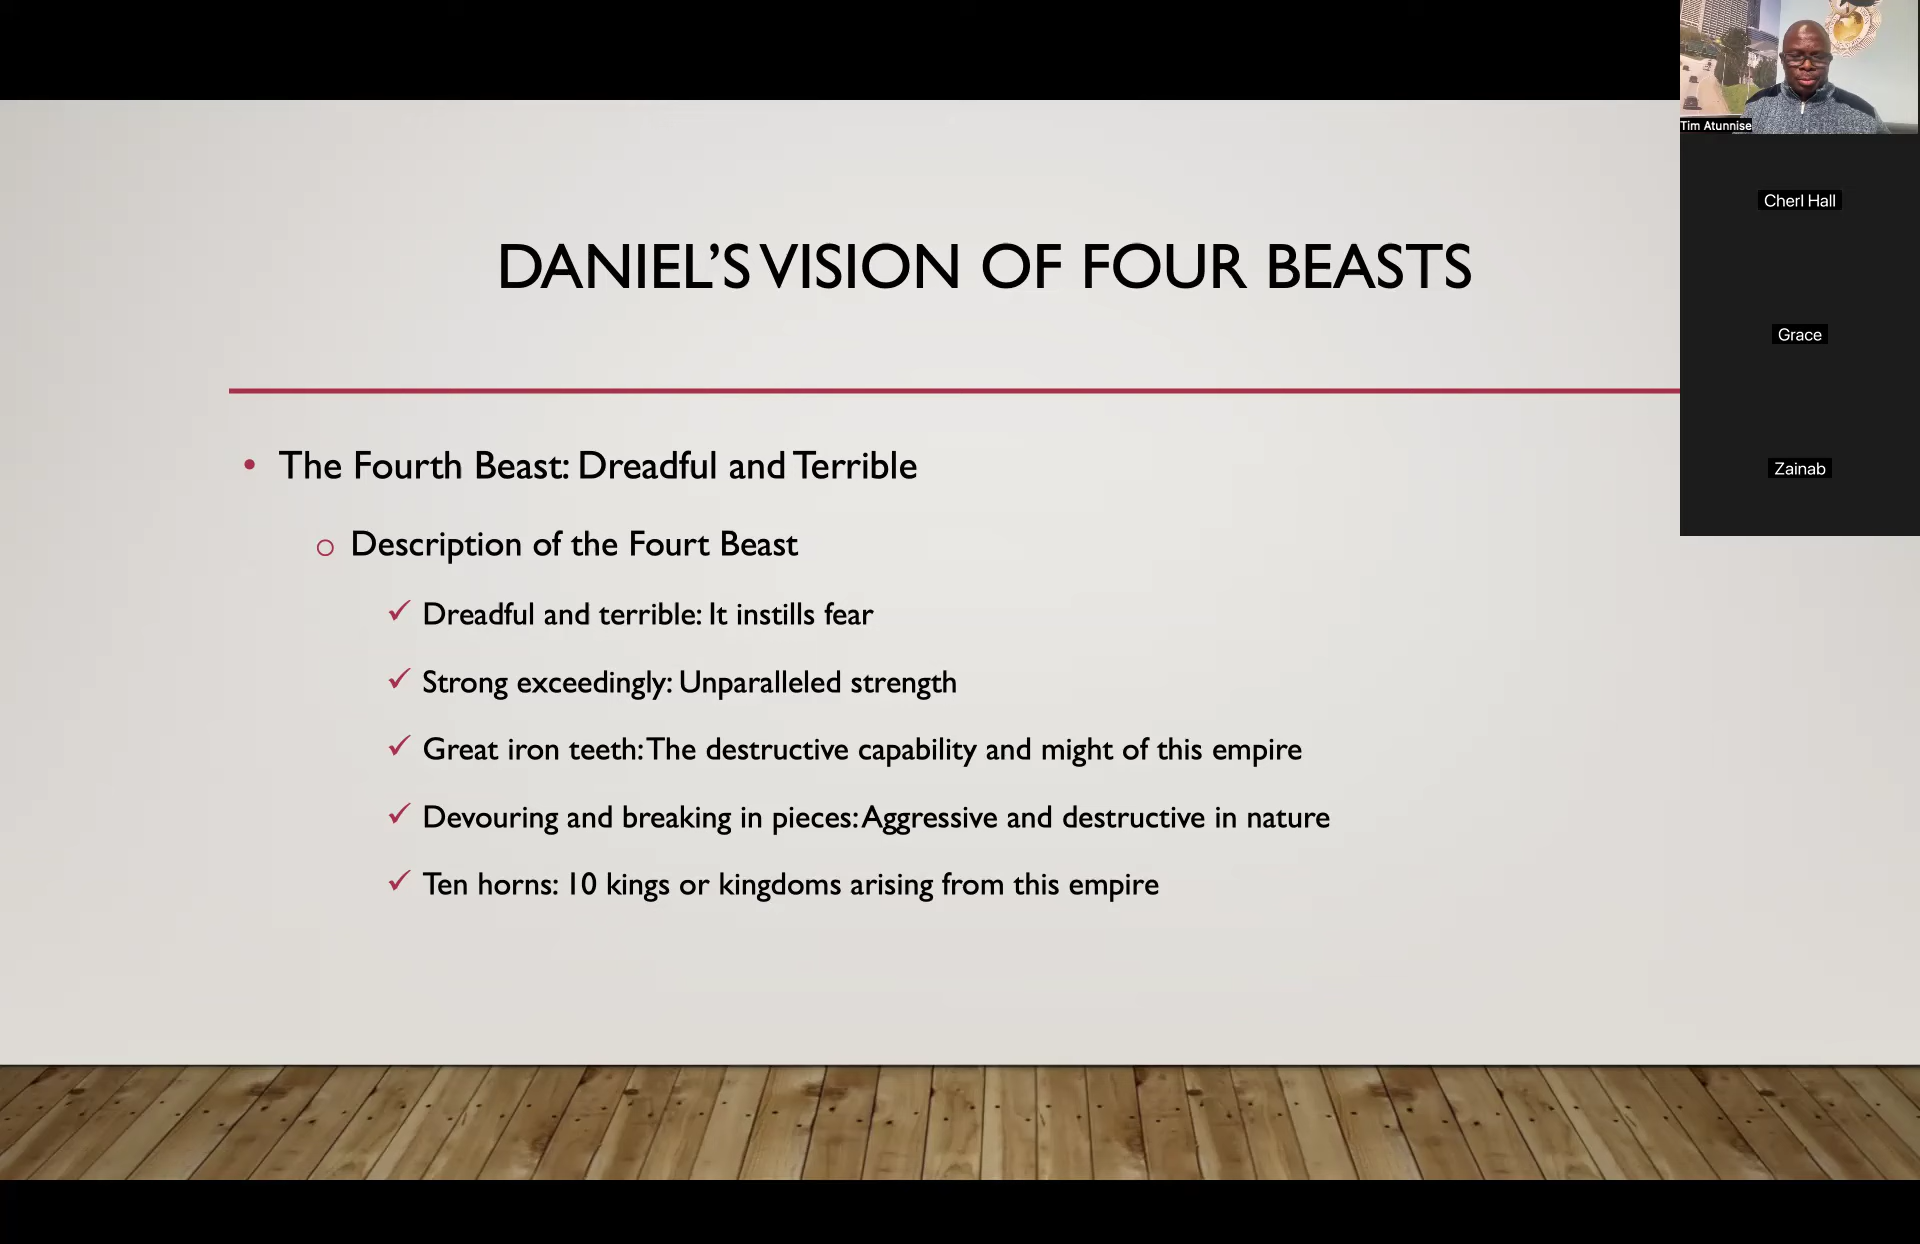 Tim Atunnise
Cherl Hall
Grace
Zainab
DANIEL'S VISION OF FOUR BEASTS
• The Fourth Beast: Dreadful and Terrible
o Description of the Fourt Beast
✓ Dreadful and terrible: It instills fear
✓ Strong exceedingly: Unparalleled strength
✓ Great iron teeth: The destructive capability and might of this empire
✓ Devouring and breaking in pieces: Aggressive and destructive in nature
✓ Ten horns: 10 kings or kingdoms arising from this empire